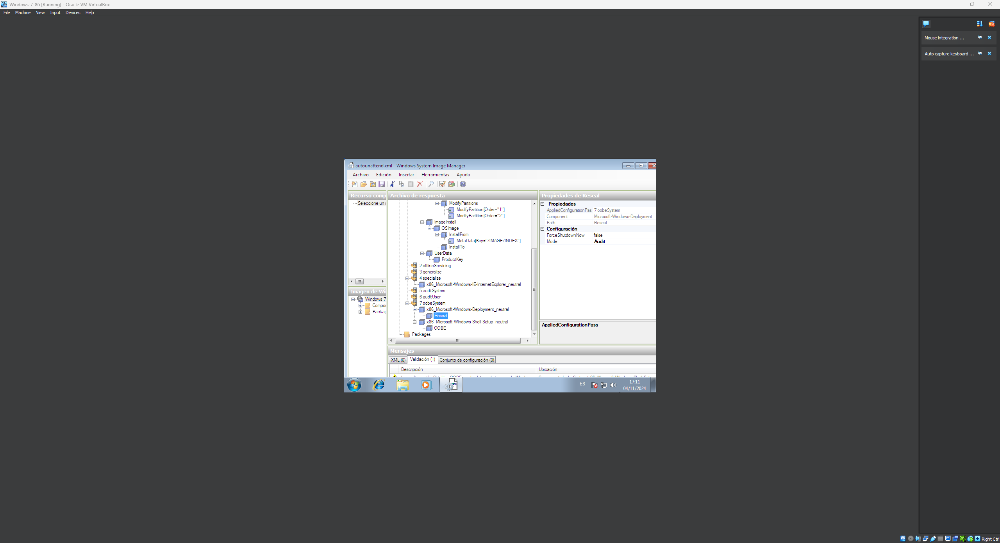 Windows-7-86 [Running] - Oracle VM VirtualBox
File Machine View Input Devices Help
Mouse integration ...
Auto capture keyboard ...
autounattend.xml - Windows System Image Manager
Archivo Edición Insertar Herramientas Ayuda
Recurso comp
Seleccione un
Imagen de Wi
Windows 7
Compo
Packag
Archivo de respuesta
ModifyPartitions
ModifyPartition[Order="1"]
ModifyPartition[Order="2"]
ImageInstall
OSImage
InstallFrom
MetaData[Key="/IMAGE/INDEX"]
InstallTo
UserData
ProductKey
2 offlineServicing
3 generalize
4 specialize
x86_Microsoft-Windows-IE-InternetExplorer_neutral
5 auditSystem
6 auditUser
7 oobeSystem
x86_Microsoft-Windows-Deployment_neutral
Reseal
x86_Microsoft-Windows-Shell-Setup_neutral
OOBE
Packages
Propiedades de Reseal
Propiedades
AppliedConfigurationPas 7 oobeSystem
Component Microsoft-Windows-Deployment
Path Reseal
Configuración
ForceShutdownNow false
Mode Audit
AppliedConfigurationPass
Mensajes
XML (0) Validación (1) Conjunto de configuración (0)
Descripción Ubicación
ES
17:11
04/11/2024
Right Ctrl